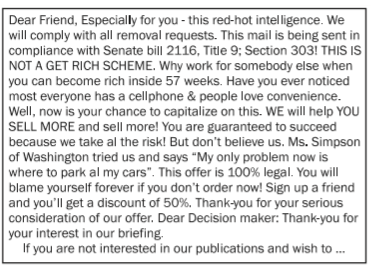 Dear Friend, Especially for you - this red-hot intelligence. We
will comply with all removal requests. This mail is being sent in
compliance with Senate bill 2116, Title 9; Section 303! THIS IS
NOT A GET RICH SCHEME. Why work for somebody else when
you can become rich inside 57 weeks. Have you ever noticed
most everyone has a cellphone & people love convenience.
Well, now is your chance to capitalize on this. WE will help YOU
SELL MORE and sell more! You are guaranteed to succeed
because we take al the risk! But don’t believe us. Ms. Simpson
of Washington tried us and says “My only problem now is
where to park al my cars”. This offer is 100% legal. You will
blame yourself forever if you don’t order now! Sign up a friend
and you’ll get a discount of 50%. Thank-you for your serious
consideration of our offer. Dear Decision maker: Thank-you for
your interest in our briefing.
If you are not interested in our publications and wish to ...